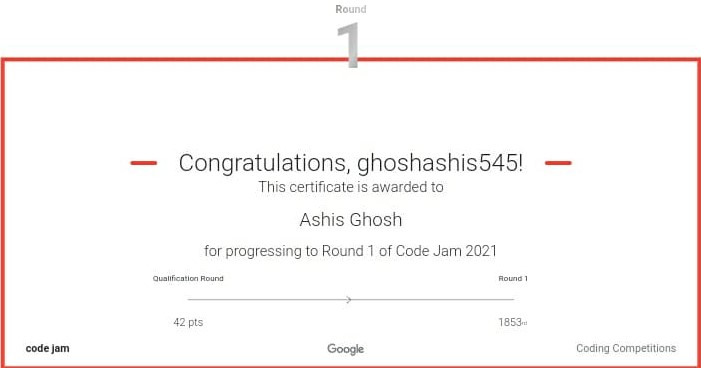 Round
1
Congratulations, ghoshashis545!
This certificate is awarded to
Ashis Ghosh
for progressing to Round 1 of Code Jam 2021
Qualification Round
Round 1
42 pts
1853rd
code jam
Google
Coding Competitions